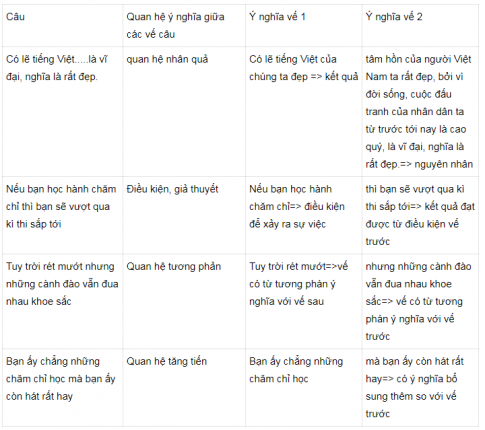 Câu
Quan hệ ý nghĩa giữa
các vế câu
Ý nghĩa vế 1
Ý nghĩa vế 2
Có lẽ tiếng Việt.....là vĩ
đại, nghĩa là rất đẹp.
quan hệ nhân quả
Có lẽ tiếng Việt của
chúng ta đẹp => kết quả
tâm hồn của người Việt
Nam ta rất đẹp, bởi vì
đời sống, cuộc đấu
tranh của nhân dân ta
từ trước tới nay là cao
quý, là vĩ đại, nghĩa là
rất đẹp.=> nguyên nhân
Nếu bạn học hành chăm
chỉ thì bạn sẽ vượt qua
kì thi sắp tới
Điều kiện, giả thuyết
Nếu bạn học hành
chăm chỉ=> điều kiện
để xảy ra sự việc
thì bạn sẽ vượt qua kì
thi sắp tới=> kết quả đạt
được từ điều kiện vế
trước
Tuy trời rét mướt nhưng
những cành đào vẫn đua
nhau khoe sắc
Quan hệ tương phản
Tuy trời rét mướt=>vế
có từ tương phản ý
nghĩa với vế sau
nhưng những cành đào
vẫn đua nhau khoe
sắc=> vế có từ tương
phản ý nghĩa với vế
trước
Bạn ấy chẳng những
chăm chỉ học mà bạn ấy
còn hát rất hay
Quan hệ tăng tiến
Bạn ấy chẳng những
chăm chỉ học
mà bạn ấy còn hát rất
hay=> có ý nghĩa bổ
sung thêm so với vế
trước